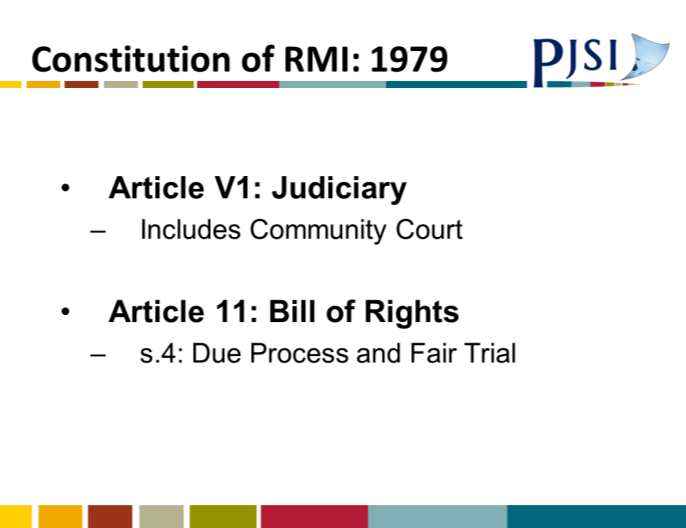 Constitution of RMI: 1979
PJSI
• Article V1: Judiciary
– Includes Community Court
• Article 11: Bill of Rights
– s.4: Due Process and Fair Trial